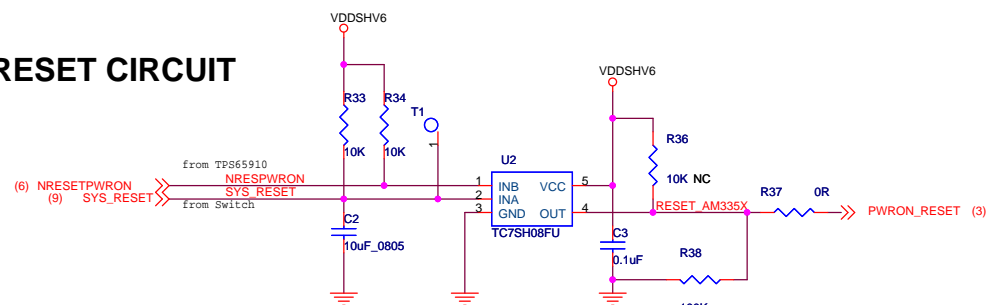 VDDSHV6
RESET CIRCUIT
VDDSHV6
R33
R34
T1
1
R36
10K
10K
U2
10K NC
from TPS65910
(6) NRESETPWRON
NRESPWRON
1
INB
VCC
5
R37
0R
(9) SYS_RESET
SYS_RESET
2
INA
from Switch
3
GND
OUT
4
RESET_AM335X
PWRON_RESET (3)
C2
TC7SH08FU
C3
10uF_0805
0.1uF
R38